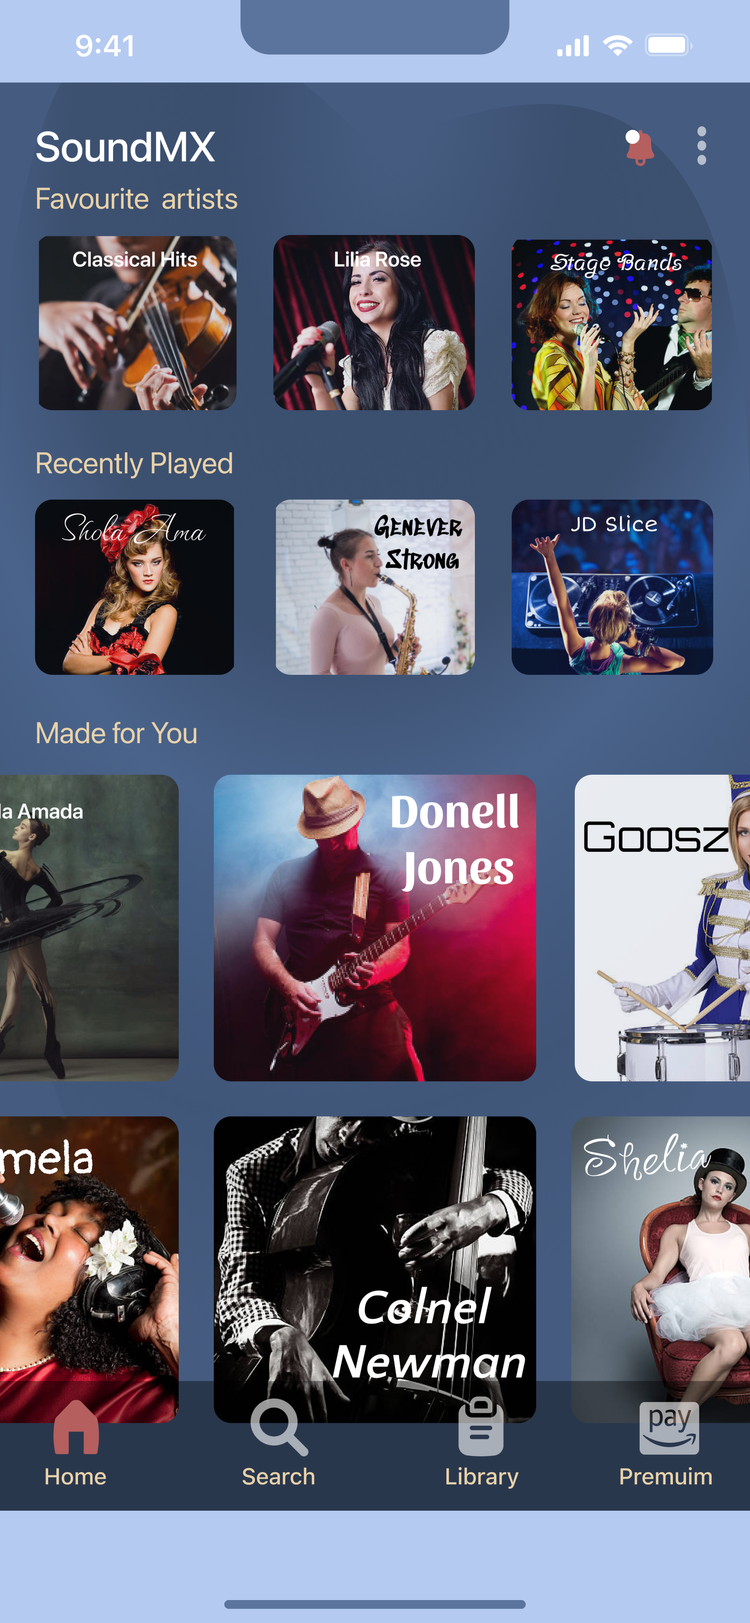 9:41
SoundMX
Favourite artists
Classical Hits
Lilia Rose
Stage Bands
Recently Played
Shola Ama
GENEVER
STRONG
JD Slice
Made for You
la Amada
Donell
Jones
GOOSZ
mela
Colnel
Newman
Shelia
pay
Home
Search
Library
Premuim